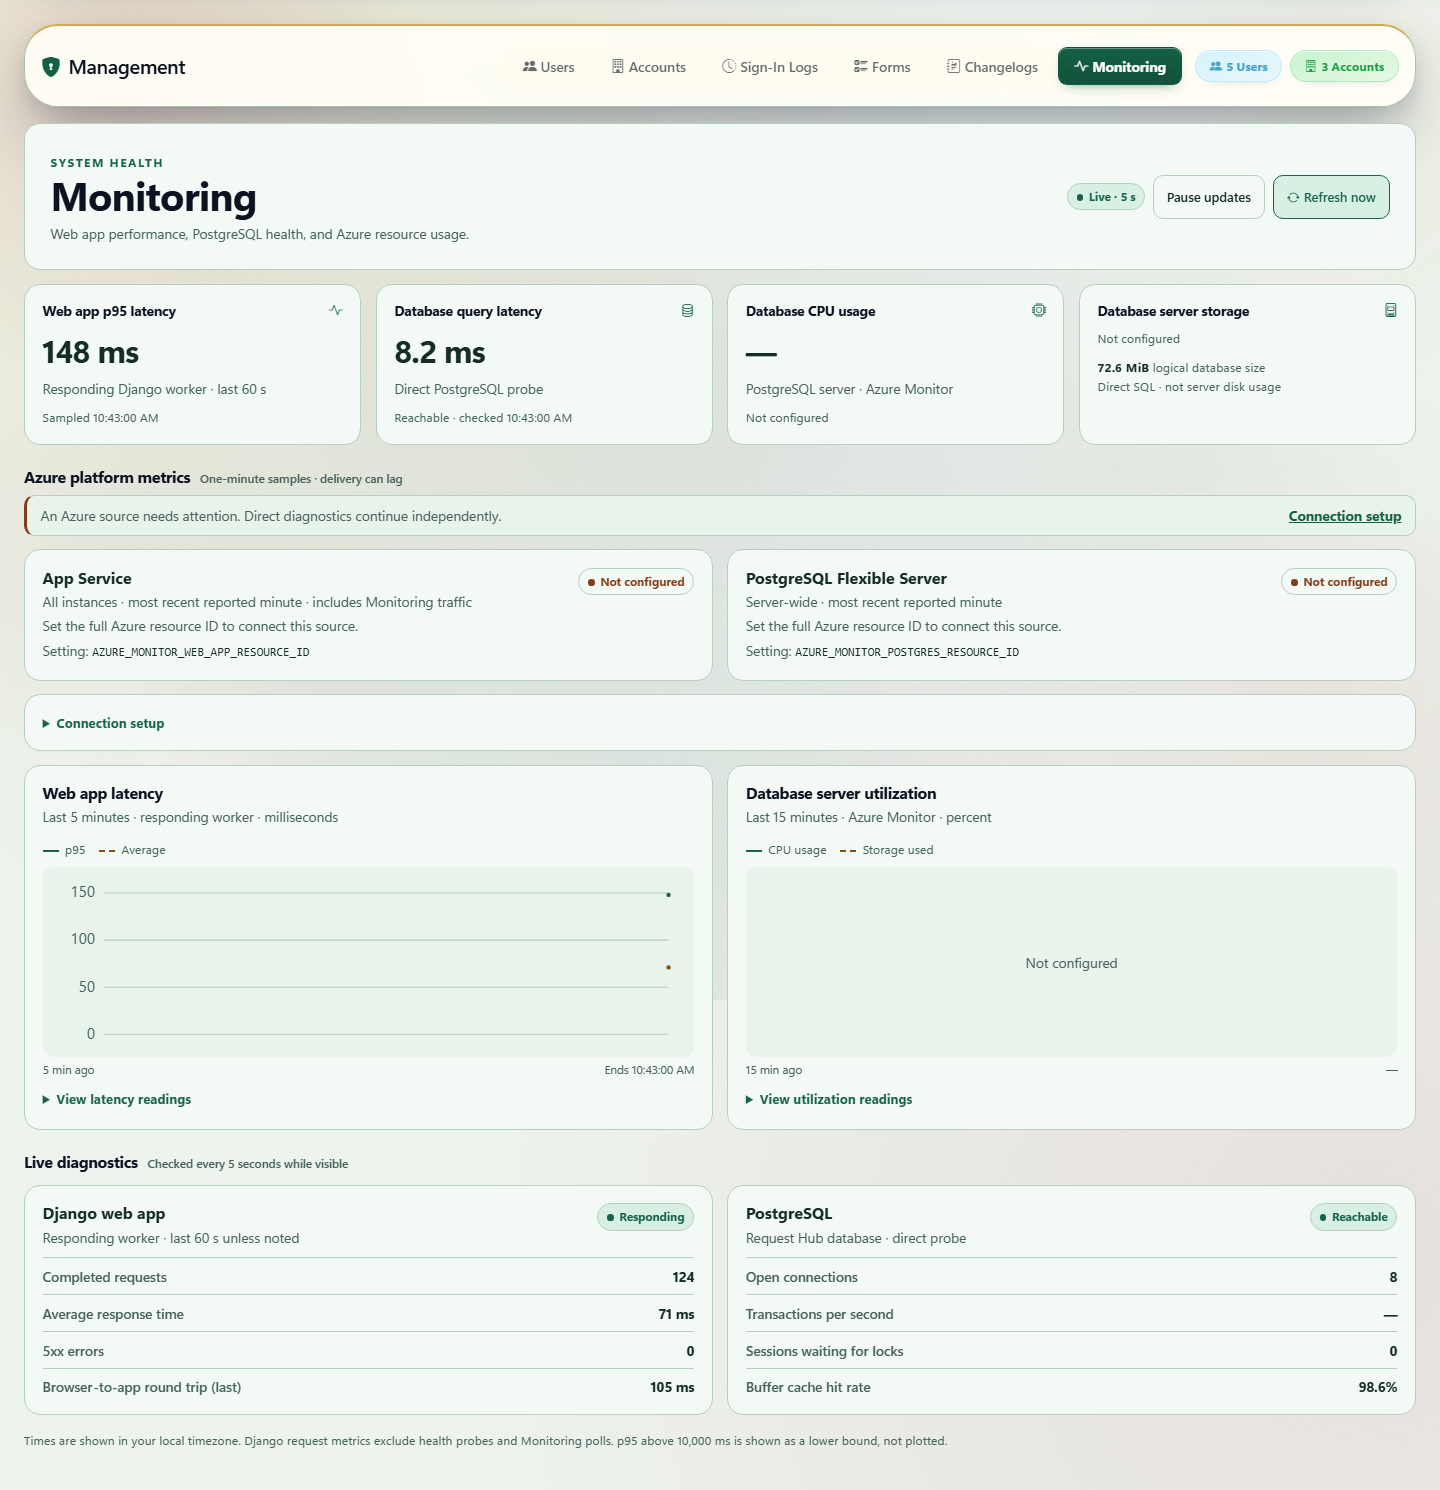 Management
Users
Accounts
Sign-In Logs
Forms
Changelogs
Monitoring
5 Users
3 Accounts
SYSTEM HEALTH
Monitoring
Web app performance, PostgreSQL health, and Azure resource usage.
Live · 5 s
Pause updates
Refresh now
Web app p95 latency
148 ms
Responding Django worker · last 60 s
Sampled 10:43:00 AM
Database query latency
8.2 ms
Direct PostgreSQL probe
Reachable · checked 10:43:00 AM
Database CPU usage
—
PostgreSQL server · Azure Monitor
Not configured
Database server storage
Not configured
72.6 MiB logical database size
Direct SQL · not server disk usage
Azure platform metrics One-minute samples · delivery can lag
An Azure source needs attention. Direct diagnostics continue independently.
Connection setup
App Service
Not configured
All instances · most recent reported minute · includes Monitoring traffic
Set the full Azure resource ID to connect this source.
Setting: AZURE_MONITOR_WEB_APP_RESOURCE_ID
PostgreSQL Flexible Server
Not configured
Server-wide · most recent reported minute
Set the full Azure resource ID to connect this source.
Setting: AZURE_MONITOR_POSTGRES_RESOURCE_ID
Connection setup
Web app latency
Last 5 minutes · responding worker · milliseconds
p95 Average
150
100
50
0
5 min ago
Ends 10:43:00 AM
View latency readings
Database server utilization
Last 15 minutes · Azure Monitor · percent
CPU usage Storage used
Not configured
15 min ago
—
View utilization readings
Live diagnostics Checked every 5 seconds while visible
Django web app
Responding
Responding worker · last 60 s unless noted
Completed requests 124
Average response time 71 ms
5xx errors 0
Browser-to-app round trip (last) 105 ms
PostgreSQL
Reachable
Request Hub database · direct probe
Open connections 8
Transactions per second —
Sessions waiting for locks 0
Buffer cache hit rate 98.6%
Times are shown in your local timezone. Django request metrics exclude health probes and Monitoring polls. p95 above 10,000 ms is shown as a lower bound, not plotted.